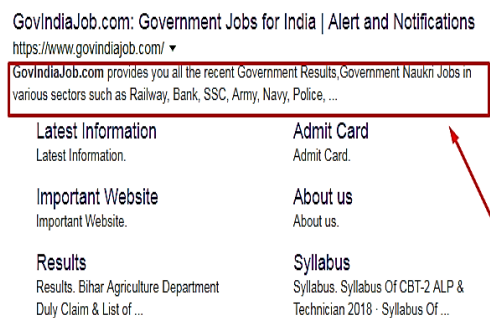 GovIndiaJob.com: Government Jobs for India | Alert and Notifications
https://www.govindiajob.com/
GovIndiaJob.com provides you all the recent Government Results,Government Naukri Jobs in
various sectors such as Railway, Bank, SSC, Army, Navy, Police, ...
Latest Information
Latest Information.
Admit Card
Admit Card.
Important Website
Important Website.
About us
About us.
Results
Results. Bihar Agriculture Department
Duly Claim & List of ...
Syllabus
Syllabus. Syllabus Of CBT-2 ALP &
Technician 2018 · Syllabus Of ...